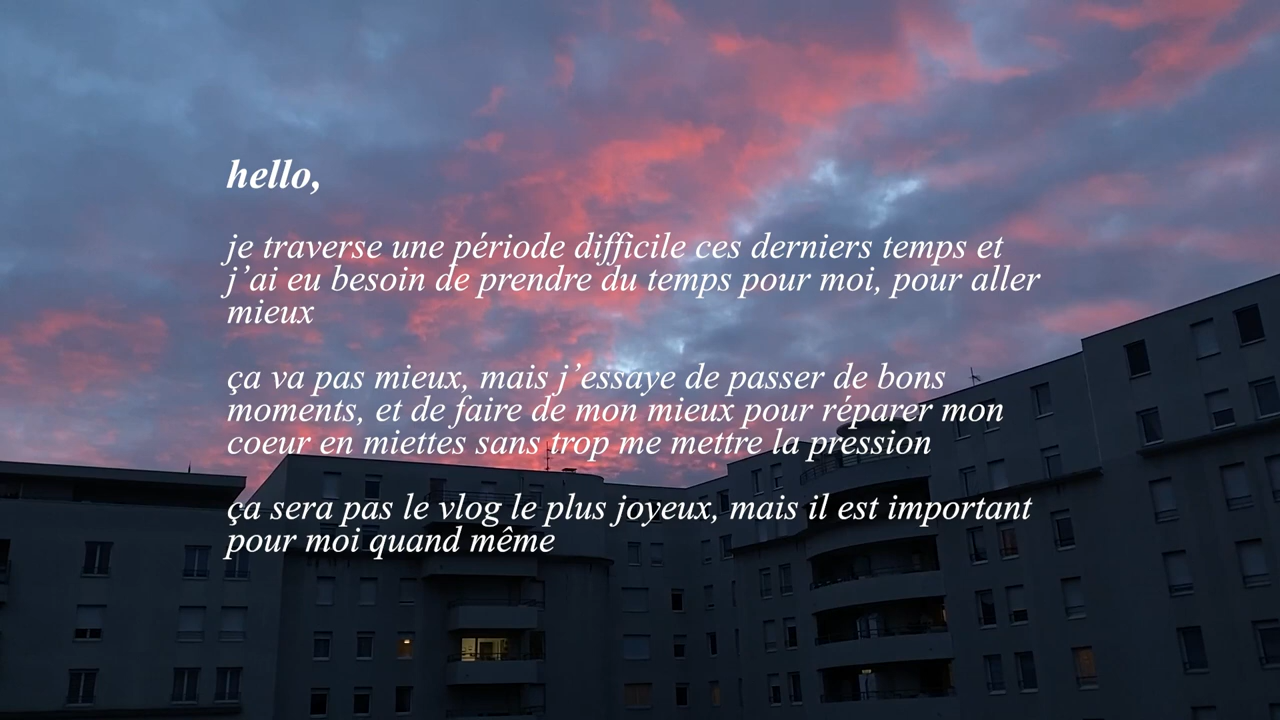 hello,
je traverse une période difficile ces derniers temps et
j’ai eu besoin de prendre du temps pour moi, pour aller
mieux
ça va pas mieux, mais j’essaye de passer de bons
moments, et de faire de mon mieux pour réparer mon
coeur en miettes sans trop me mettre la pression
ça sera pas le vlog le plus joyeux, mais il est important
pour moi quand même